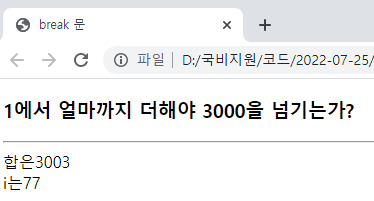 break 문
파일 D:/국비지원/코드/2022-07-25/
1에서 얼마까지 더해야 3000을 넘기는가?
합은3003
i는77